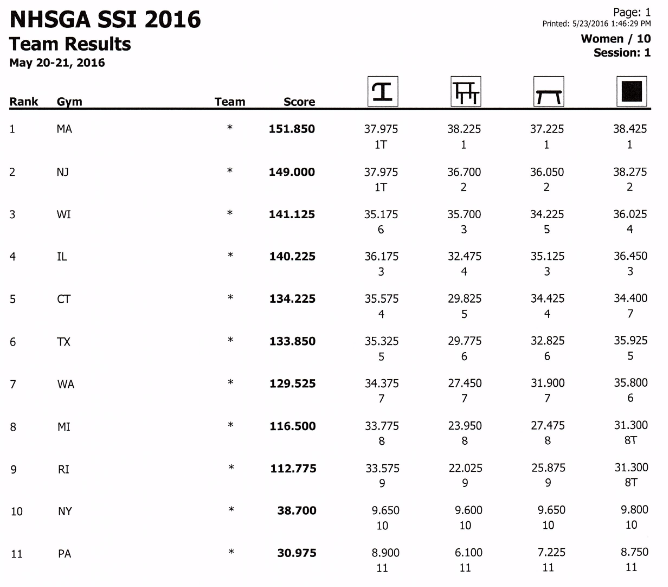 NHSGA SSI 2016
Page: 1
Printed: 5/23/2016 1:46:29 PM
Team Results
Women / 10
May 20-21, 2016
Session: 1
Rank Gym Team Score
1 MA * 151.850 37.975 38.225 37.225 38.425
1T 1 1 1
2 NJ * 149.000 37.975 36.700 36.050 38.275
1T 2 2 2
3 WI * 141.125 35.175 35.700 34.225 36.025
6 3 5 4
4 IL * 140.225 36.175 32.475 35.125 36.450
3 4 3 3
5 CT * 134.225 35.575 29.825 34.425 34.400
4 5 4 7
6 TX * 133.850 35.325 29.775 32.825 35.925
5 6 6 5
7 WA * 129.525 34.375 27.450 31.900 35.800
7 7 7 6
8 MI * 116.500 33.775 23.950 27.475 31.300
8 8 8 8T
9 RI * 112.775 33.575 22.025 25.875 31.300
9 9 9 8T
10 NY * 38.700 9.650 9.600 9.650 9.800
10 10 10 10
11 PA * 30.975 8.900 6.100 7.225 8.750
11 11 11 11